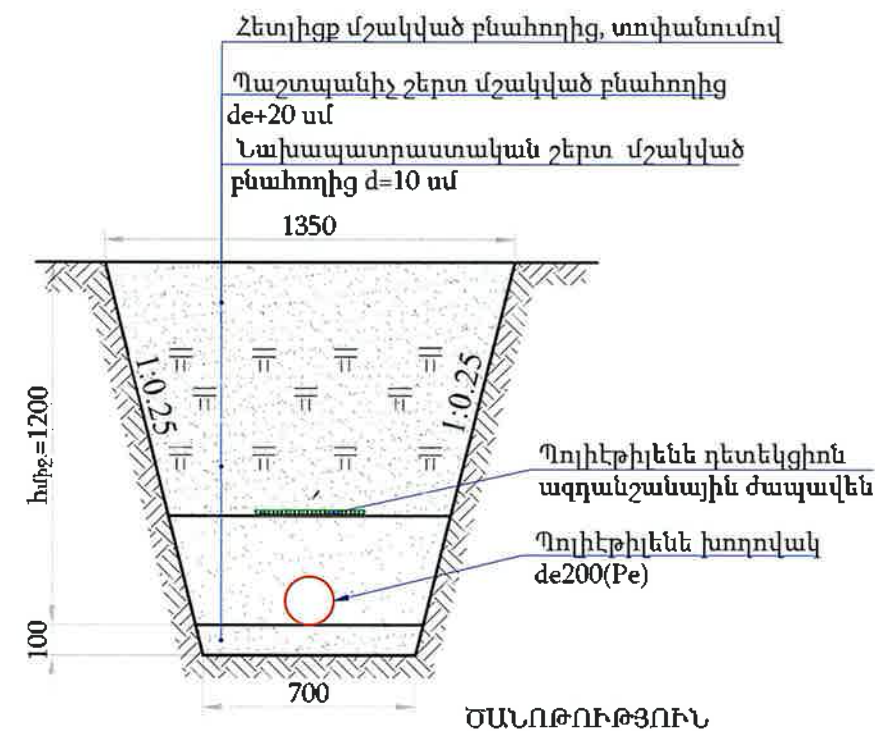 Հետլիցք մշակված բնահողից, տոփանումով
Պաշտպանիչ շերտ մշակված բնահողից
de+20 սմ
Նախապատրաստական շերտ մշակված
բնահողից d=10 սմ
1350
1:0.25
1:0.25
hմիջ=1200
Պոլիէթիլենե դետեկցիոն
ազդանշանային ժապավեն
Պոլիէթիլենե խողովակ
de200(Pe)
100
700
ԾԱՆՈԹՈՒԹՅՈՒՆ